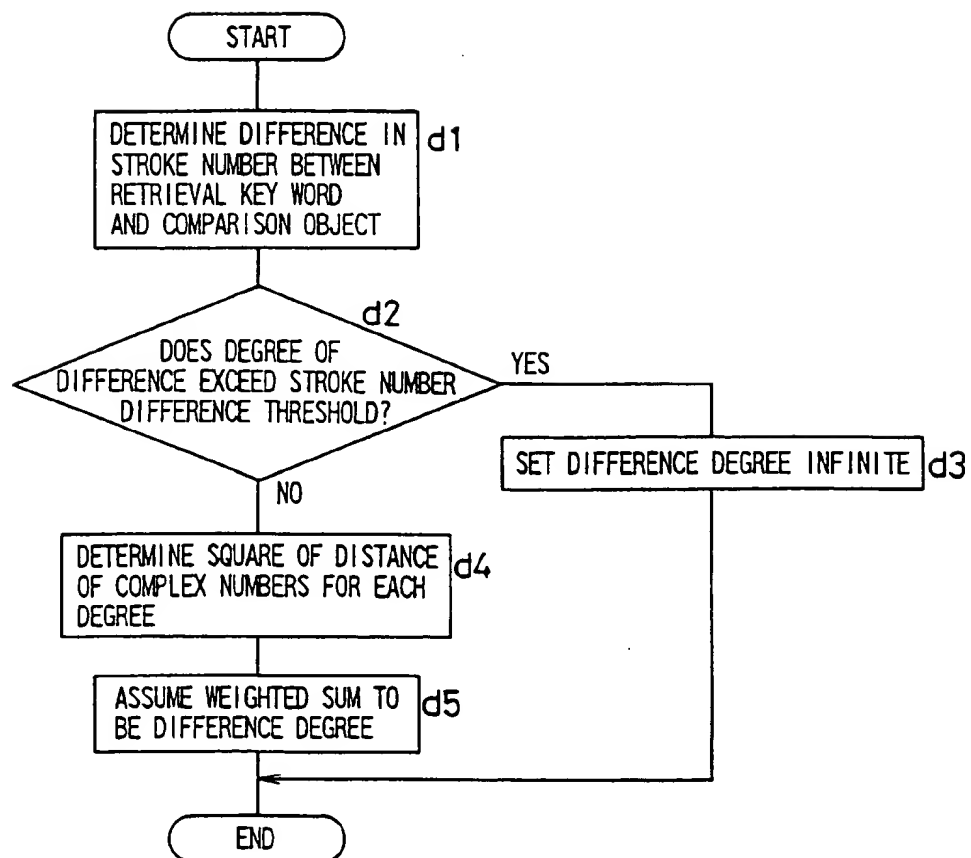 START
DETERMINE DIFFERENCE IN
STROKE NUMBER BETWEEN
RETRIEVAL KEY WORD
AND COMPARISON OBJECT
d1
d2
DOES DEGREE OF
DIFFERENCE EXCEED STROKE NUMBER
DIFFERENCE THRESHOLD?
YES
SET DIFFERENCE DEGREE INFINITE
d3
NO
DETERMINE SQUARE OF DISTANCE
OF COMPLEX NUMBERS FOR EACH
DEGREE
d4
ASSUME WEIGHTED SUM TO
BE DIFFERENCE DEGREE
d5
END